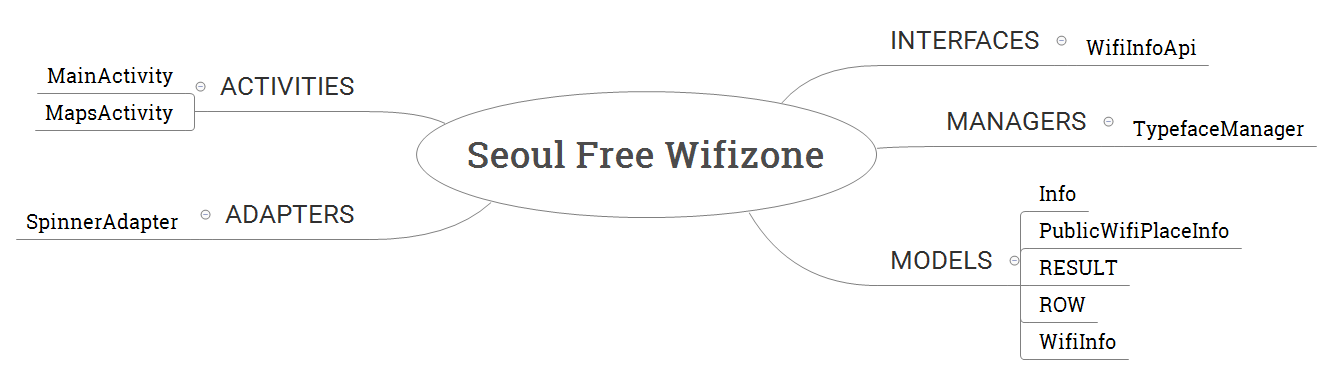 Seoul Free Wifizone
ACTIVITIES
MainActivity
MapsActivity
ADAPTERS
SpinnerAdapter
INTERFACES
WifiInfoApi
MANAGERS
TypefaceManager
MODELS
Info
PublicWifiPlaceInfo
RESULT
ROW
WifiInfo